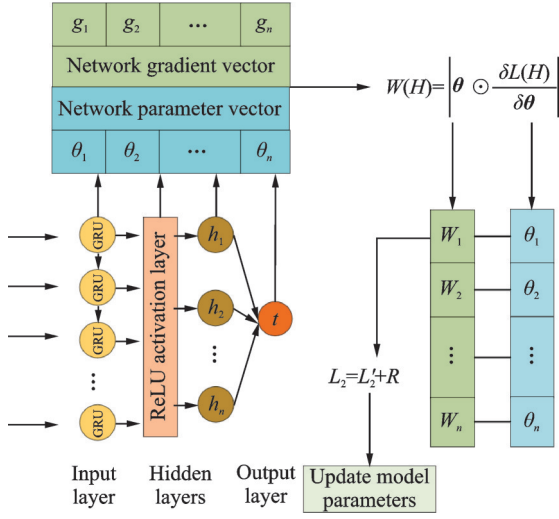 g₁ g₂ ⋯ gₙ
Network gradient vector
Network parameter vector
θ₁ θ₂ ⋯ θₙ
W(H)=|θ ⊙ δL(H)/δθ|
GRU
GRU
GRU
⋯
GRU
ReLU activation layer
h₁
h₂
⋯
hₙ
t
W₁ θ₁
W₂ θ₂
⋮ ⋮
Wₙ θₙ
L₂=L₂′+R
Update model
parameters
Input
layer
Hidden
layers
Output
layer